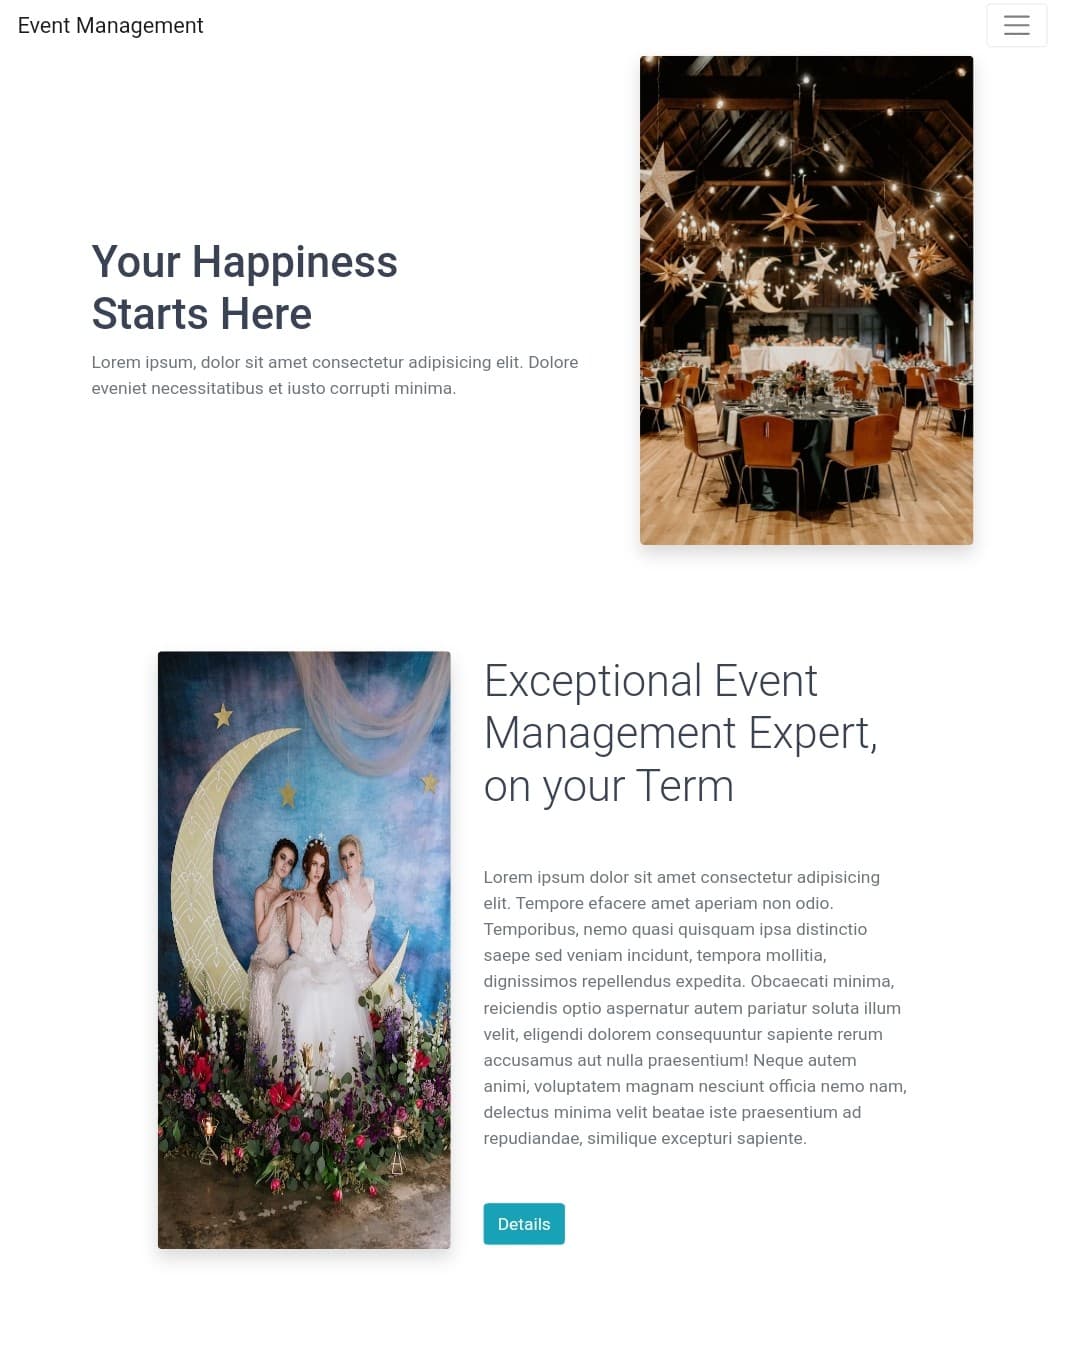 Event Management
Your Happiness
Starts Here
Lorem ipsum, dolor sit amet consectetur adipisicing elit. Dolore
eveniet necessitatibus et iusto corrupti minima.
Exceptional Event
Management Expert,
on your Term
Lorem ipsum dolor sit amet consectetur adipisicing
elit. Tempore efacere amet aperiam non odio.
Temporibus, nemo quasi quisquam ipsa distinctio
saepe sed veniam incidunt, tempora mollitia,
dignissimos repellendus expedita. Obcaecati minima,
reiciendis optio aspernatur autem pariatur soluta illum
velit, eligendi dolorem consequuntur sapiente rerum
accusamus aut nulla praesentium! Neque autem
animi, voluptatem magnam nesciunt officia nemo nam,
delectus minima velit beatae iste praesentium ad
repudiandae, similique excepturi sapiente.
Details